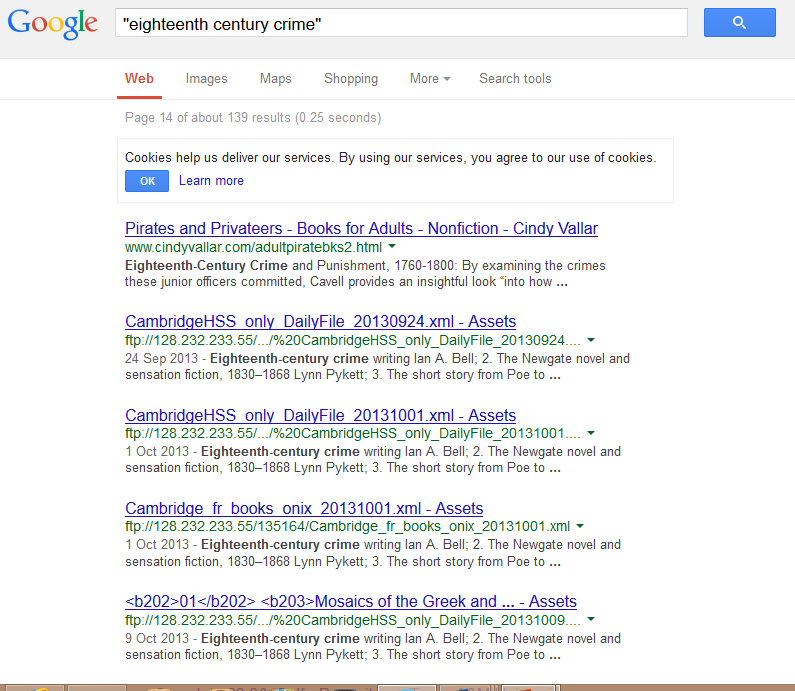 Google "eighteenth century crime"
Web Images Maps Shopping More Search tools
Page 14 of about 139 results (0.25 seconds)
Cookies help us deliver our services. By using our services, you agree to our use of cookies.
OK Learn more
Pirates and Privateers - Books for Adults - Nonfiction - Cindy Vallar
www.cindyvallar.com/adultpiratebks2.html
Eighteenth-Century Crime and Punishment, 1760-1800: By examining the crimes
these junior officers committed, Cavell provides an insightful look “into how ...
CambridgeHSS_only_DailyFile_20130924.xml - Assets
ftp://128.232.233.55/.../%20CambridgeHSS_only_DailyFile_20130924....
24 Sep 2013 - Eighteenth-century crime writing Ian A. Bell; 2. The Newgate novel and
sensation fiction, 1830–1868 Lynn Pykett; 3. The short story from Poe to ...
CambridgeHSS_only_DailyFile_20131001.xml - Assets
ftp://128.232.233.55/.../%20CambridgeHSS_only_DailyFile_20131001....
1 Oct 2013 - Eighteenth-century crime writing Ian A. Bell; 2. The Newgate novel and
sensation fiction, 1830–1868 Lynn Pykett; 3. The short story from Poe to ...
Cambridge_fr_books_onix_20131001.xml - Assets
ftp://128.232.233.55/135164/Cambridge_fr_books_onix_20131001.xml
1 Oct 2013 - Eighteenth-century crime writing Ian A. Bell; 2. The Newgate novel and
sensation fiction, 1830–1868 Lynn Pykett; 3. The short story from Poe to ...
<b202>01</b202> <b203>Mosaics of the Greek and ... - Assets
ftp://128.232.233.55/.../%20CambridgeHSS_only_DailyFile_20131009....
9 Oct 2013 - Eighteenth-century crime writing Ian A. Bell; 2. The Newgate novel and
sensation fiction, 1830–1868 Lynn Pykett; 3. The short story from Poe to ...